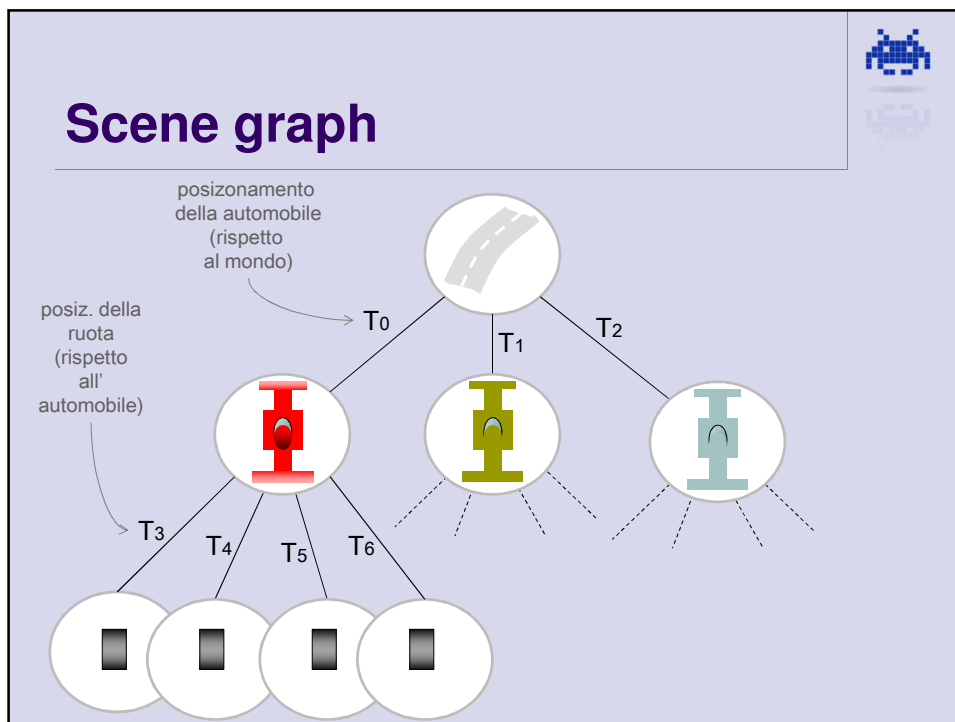 Scene graph
posizonamento
della automobile
(rispetto
al mondo)
posiz. della
ruota
(rispetto
all'
automobile)
T0
T1
T2
T3
T4
T5
T6